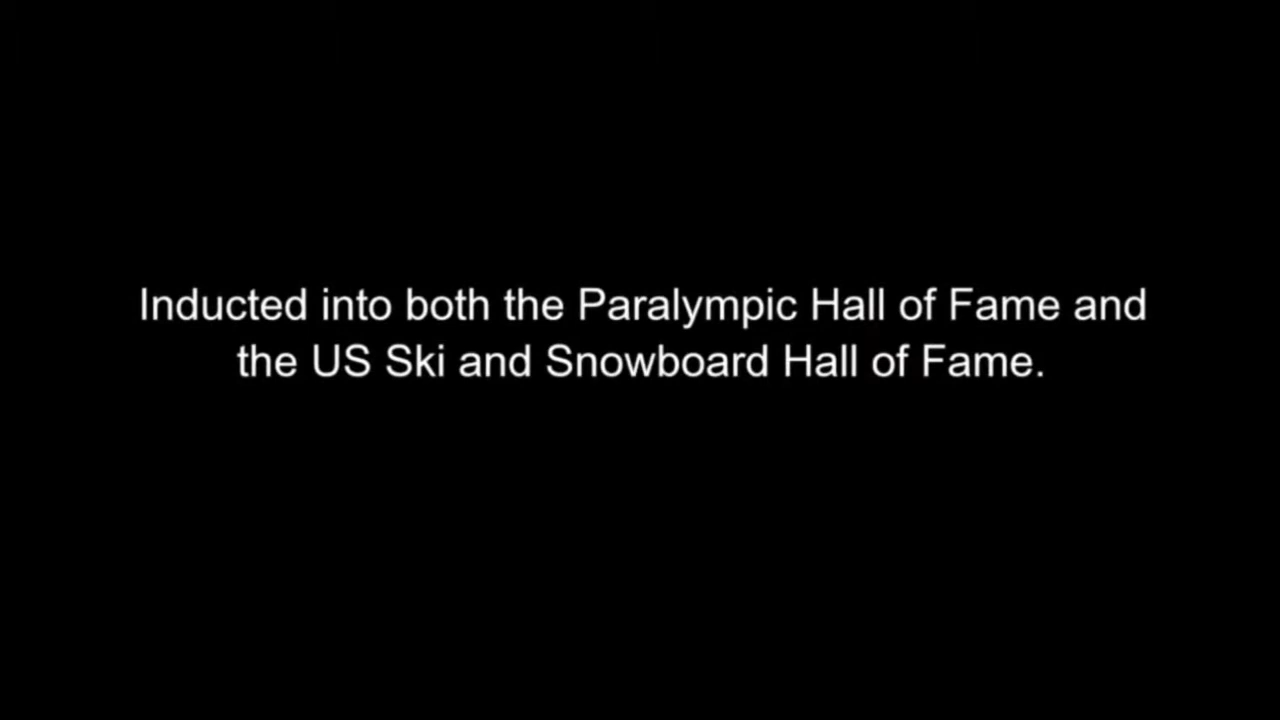 Inducted into both the Paralympic Hall of Fame and
the US Ski and Snowboard Hall of Fame.